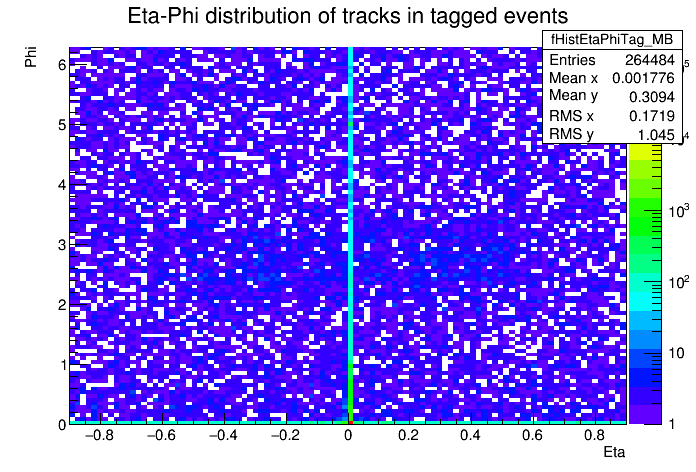 Eta-Phi distribution of tracks in tagged events
fHistEtaPhiTag_MB
Entries 264484
Mean x 0.001776
Mean y 0.3094
RMS x 0.1719
RMS y 1.045
Phi
6
5
4
3
2
1
0
−0.8 −0.6 −0.4 −0.2 0 0.2 0.4 0.6 0.8
Eta
5
4
10³
10²
10
1